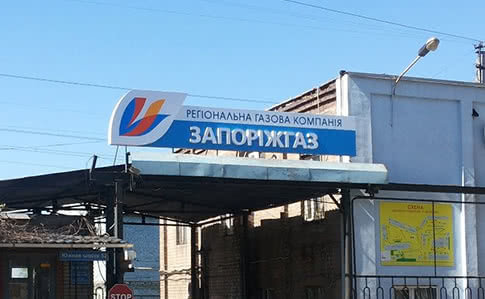 РЕГІОНАЛЬНА ГАЗОВА КОМПАНІЯ
ЗАПОРІЖГАЗ
СХЕМА
STOP